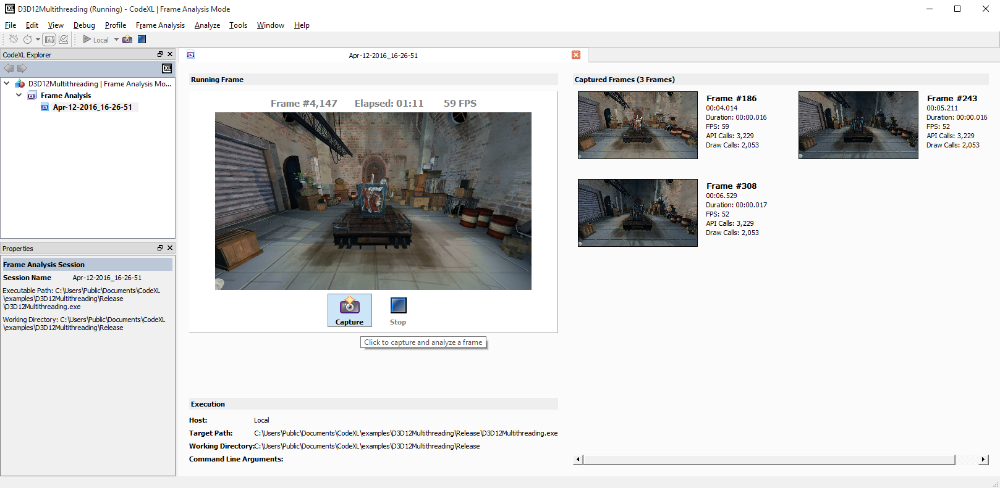 D3D12Multithreading (Running) - CodeXL | Frame Analysis Mode
File Edit View Debug Profile Frame Analysis Analyze Tools Window Help
Local
CodeXL Explorer
XL
D3D12Multithreading | Frame Analysis Mo...
Frame Analysis
Apr-12-2016_16-26-51
Properties
Frame Analysis Session
Session Name Apr-12-2016_16-26-51
Executable Path: C:\Users\Public\Documents\CodeXL
\examples\D3D12Multithreading\Release
\D3D12Multithreading.exe
Working Directory: C:\Users\Public\Documents\CodeXL
\examples\D3D12Multithreading\Release
Apr-12-2016_16-26-51
Running Frame
Frame #4,147 Elapsed: 01:11 59 FPS
Capture Stop
Click to capture and analyze a frame
Execution
Host: Local
Target Path: C:\Users\Public\Documents\CodeXL\examples\D3D12Multithreading\Release\D3D12Multithreading.exe
Working Directory:C:\Users\Public\Documents\CodeXL\examples\D3D12Multithreading\Release
Command Line Arguments:
Captured Frames (3 Frames)
Frame #186
00:04.014
Duration: 00:00.016
FPS: 59
API Calls: 3,229
Draw Calls: 2,053
Frame #243
00:05.211
Duration: 00:00.016
FPS: 52
API Calls: 3,229
Draw Calls: 2,053
Frame #308
00:06.529
Duration: 00:00.017
FPS: 52
API Calls: 3,229
Draw Calls: 2,053